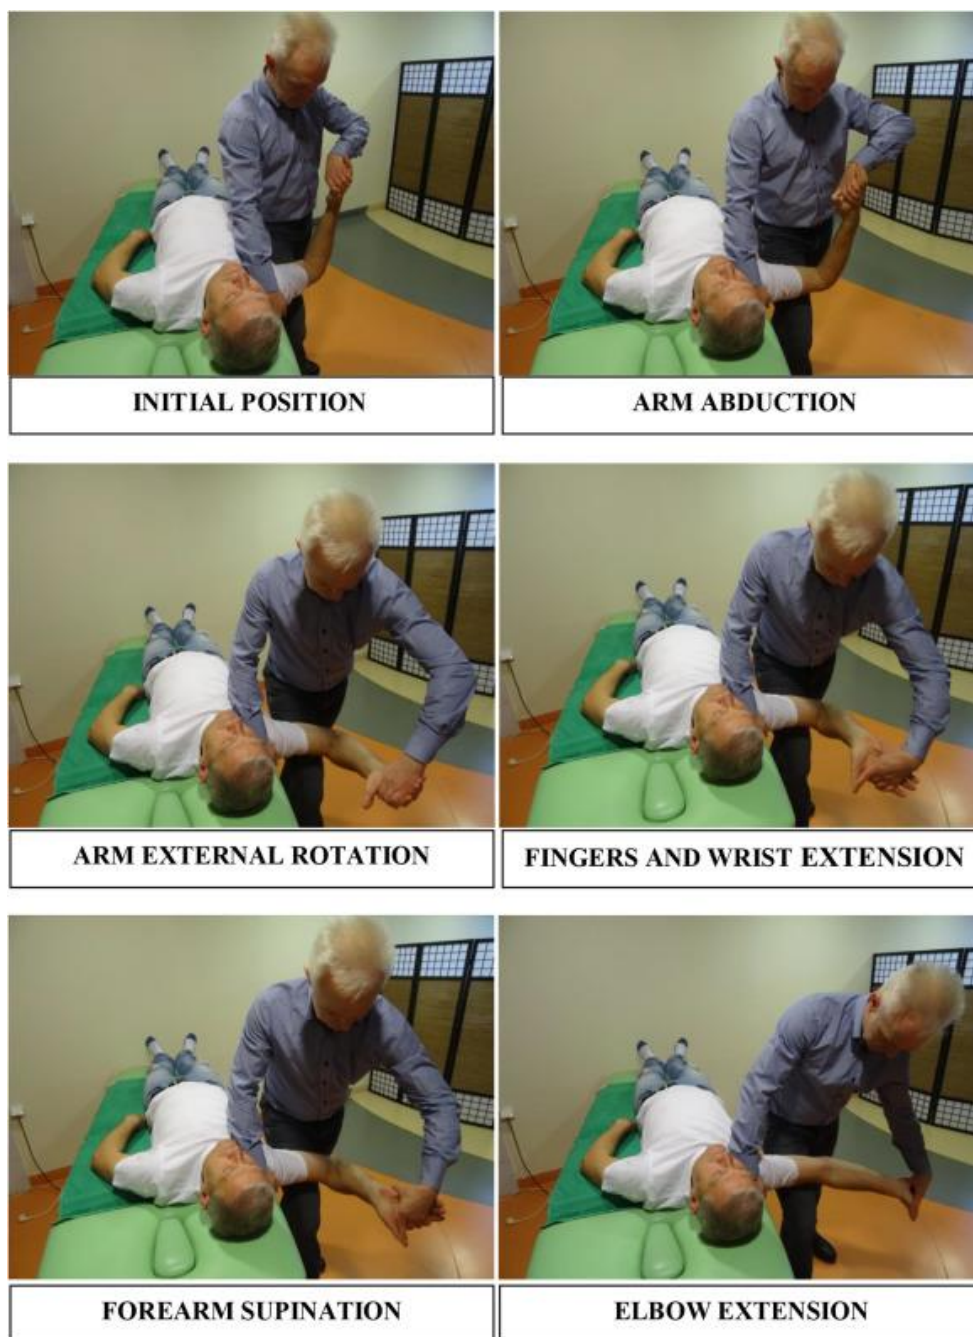 INITIAL POSITION
ARM ABDUCTION
ARM EXTERNAL ROTATION
FINGERS AND WRIST EXTENSION
FOREARM SUPINATION
ELBOW EXTENSION